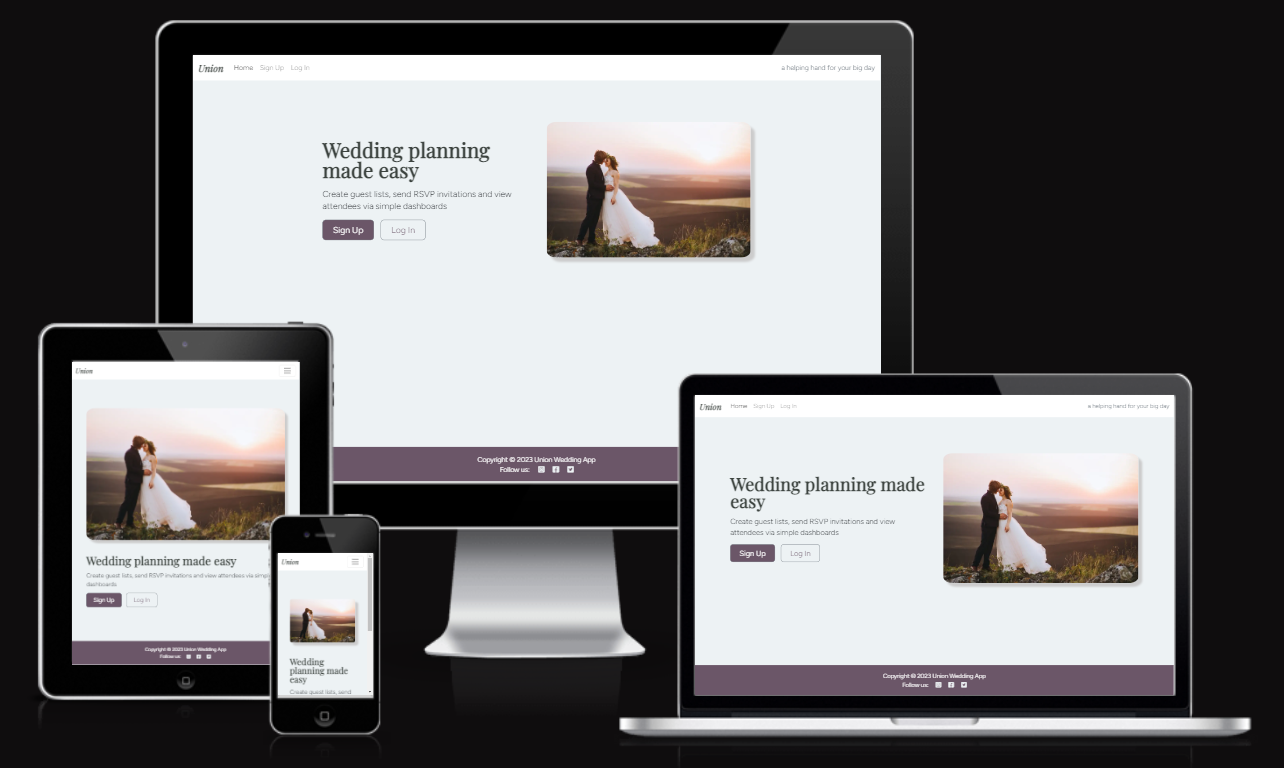 Union Home Sign Up Log In a helping hand for your big day
Wedding planning
made easy
Create guest lists, send RSVP invitations and view
attendees via simple dashboards
Sign Up Log In
Copyright © 2023 Union Wedding App
Follow us:
Union
Wedding planning made easy
Create guest lists, send RSVP invitations and view attendees via simp
dashboards
Sign Up Log In
Copyright © 2023 Union Wedding App
Follow us:
Union
Wedding
planning made
easy
Create guest lists, send
Union Home Sign Up Log In a helping hand for your big day
Wedding planning made
easy
Create guest lists, send RSVP invitations and view
attendees via simple dashboards
Sign Up Log In
Copyright © 2023 Union Wedding App
Follow us: